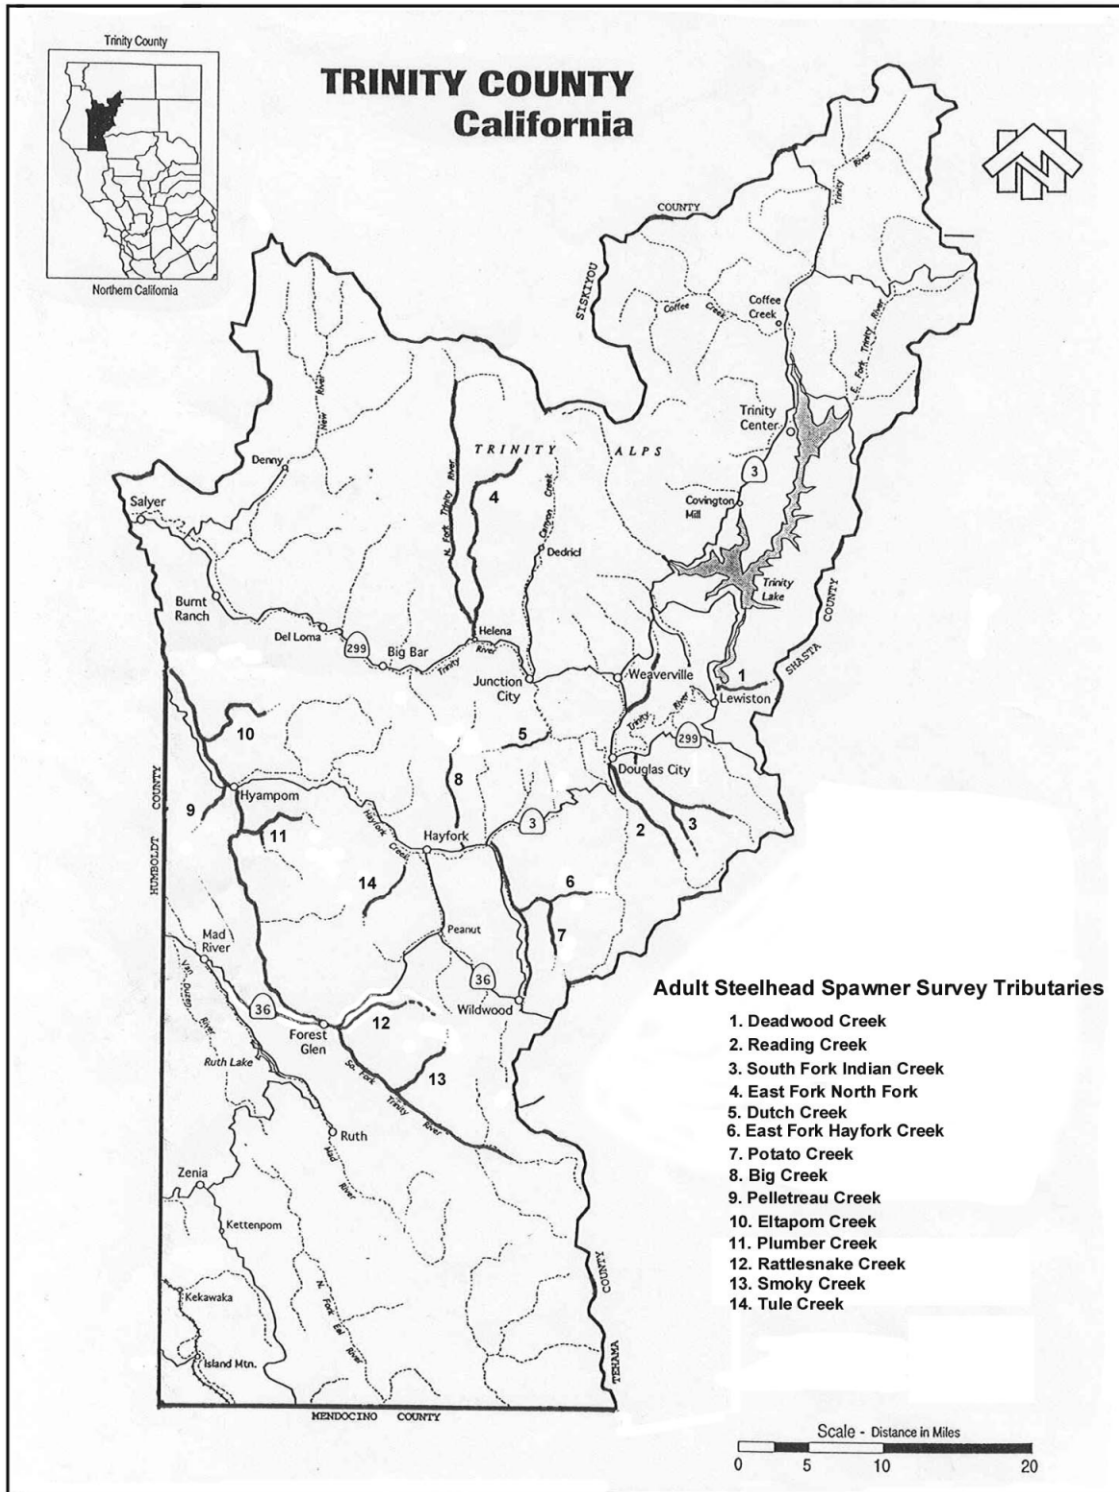 Trinity County
Northern California
TRINITY COUNTY
California
COUNTY
SISKIYOU
Trinity
River
Coffee
Creek
Coffee
Creek
E. Fork Trinity River
Trinity
Center
TRINITY ALPS
3
Covington
Mill
New
River
Denny
N. Fork Trinity River
4
Canyon Creek
Dedricl
Salyer
Trinity
Lake
SHASTA COUNTY
Burnt
Ranch
Del Loma
299
Big Bar
Helena
Trinity
River
Junction
City
Weaverville
1
Lewiston
Trinity
River
299
10
5
Douglas City
8
HUMBOLDT COUNTY
Hyampom
9
11
Hayfork
Creek
Hayfork
3
2
3
14
6
7
Peanut
Mad
River
Van Duzen
River
36
36
Wildwood
12
Forest
Glen
Ruth Lake
So. Fork
Trinity
River
13
Ruth
Mad
River
Zenia
Kettenpom
N. Fork Eel
River
Kekawaka
Island Mtn.
TEHAMA COUNTY
MENDOCINO COUNTY
Adult Steelhead Spawner Survey Tributaries
1. Deadwood Creek
2. Reading Creek
3. South Fork Indian Creek
4. East Fork North Fork
5. Dutch Creek
6. East Fork Hayfork Creek
7. Potato Creek
8. Big Creek
9. Pelletreau Creek
10. Eltapom Creek
11. Plumber Creek
12. Rattlesnake Creek
13. Smoky Creek
14. Tule Creek
Scale - Distance in Miles
0 5 10 20